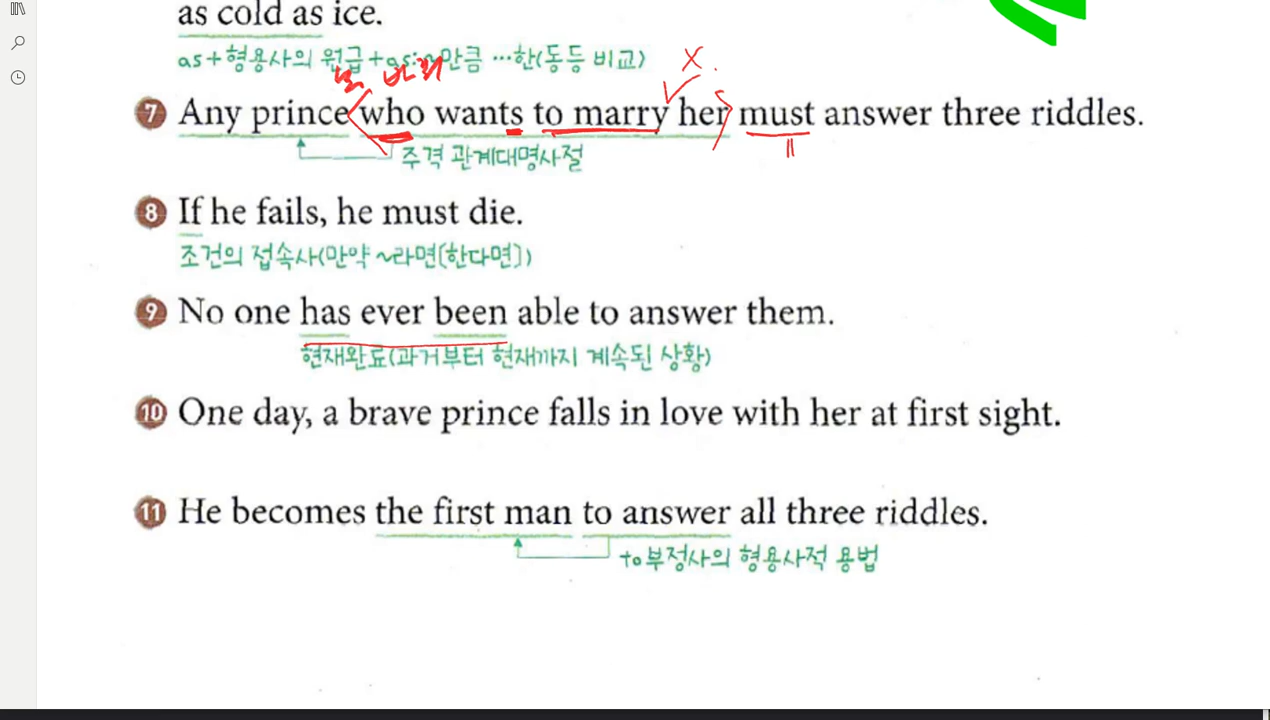 as cold as ice.
as+형용사의 원급+as:~만큼 …한(동등 비교)
X.
7 Any prince who wants to marry her must answer three riddles.
주격 관계대명사절
8 If he fails, he must die.
조건의 접속사(만약 ~라면[한다면])
9 No one has ever been able to answer them.
현재완료(과거부터 현재까지 계속된 상황)
10 One day, a brave prince falls in love with her at first sight.
11 He becomes the first man to answer all three riddles.
to부정사의 형용사적 용법